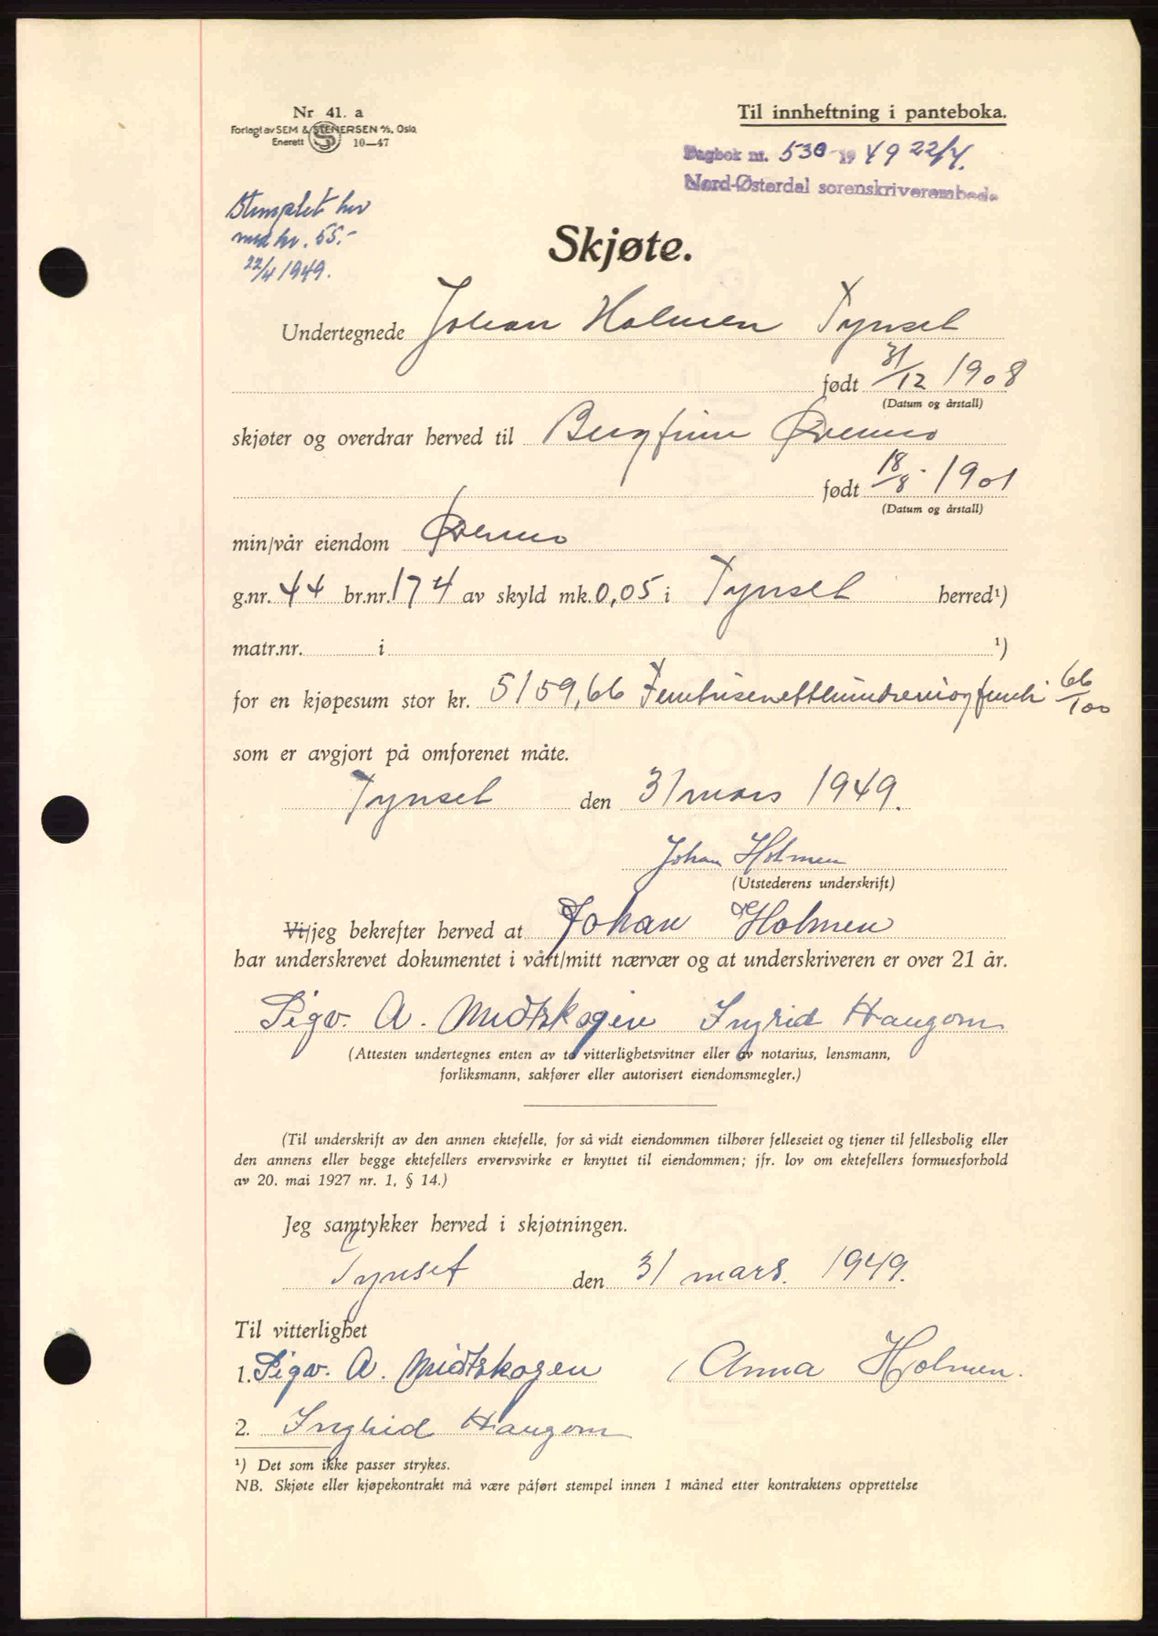 Nr 41. a
Forlagt av SEM & STENERSEN A/S, Oslo
Enerett 10—47
Til innheftning i panteboka.
Dagbok nr. 530 - 1949 22/4.
Nord-Østerdal sorenskriverembede
Stemplet her
med kr. 55.-
22/4 1949.
Skjøte.
Undertegnede Johan Holmen Tynset
født 31/12 1908
(Datum og årstall)
skjøter og overdrar herved til Bergfinn Øvermo
født 18/8 - 1901
(Datum og årstall)
min/vår eiendom Øvermo
g.nr. 44 br.nr. 174 av skyld mk. 0,05 i Tynset herred¹)
matr.nr. i ¹)
for en kjøpesum stor kr. 5159,66 66/100
som er avgjort på omforenet måte.
Tynset den 31 mars 1949.
Johan Holmen
(Utstederens underskrift)
Vi/jeg bekrefter herved at Johan Holmen
har underskrevet dokumentet i vårt/mitt nærvær og at underskriveren er over 21 år.
Sigv. A. Midtskogen Ingrid Haugom
(Attesten undertegnes enten av to vitterlighetsvitner eller av notarius, lensmann,
forliksmann, sakfører eller autorisert eiendomsmegler.)
(Til underskrift av den annen ektefelle, for så vidt eiendommen tilhører felleseiet og tjener til fellesbolig eller
den annens eller begge ektefellers ervervsvirke er knyttet til eiendommen; jfr. lov om ektefellers formuesforhold
av 20. mai 1927 nr. 1, § 14.)
Jeg samtykker herved i skjøtningen.
Tynset den 31 mars. 1949.
Til vitterlighet
1. Sigv. A. Midtskogen Anna Holmen.
2. Ingrid Haugom
¹) Det som ikke passer strykes.
NB. Skjøte eller kjøpekontrakt må være påført stempel innen 1 måned etter kontraktens opprettelse